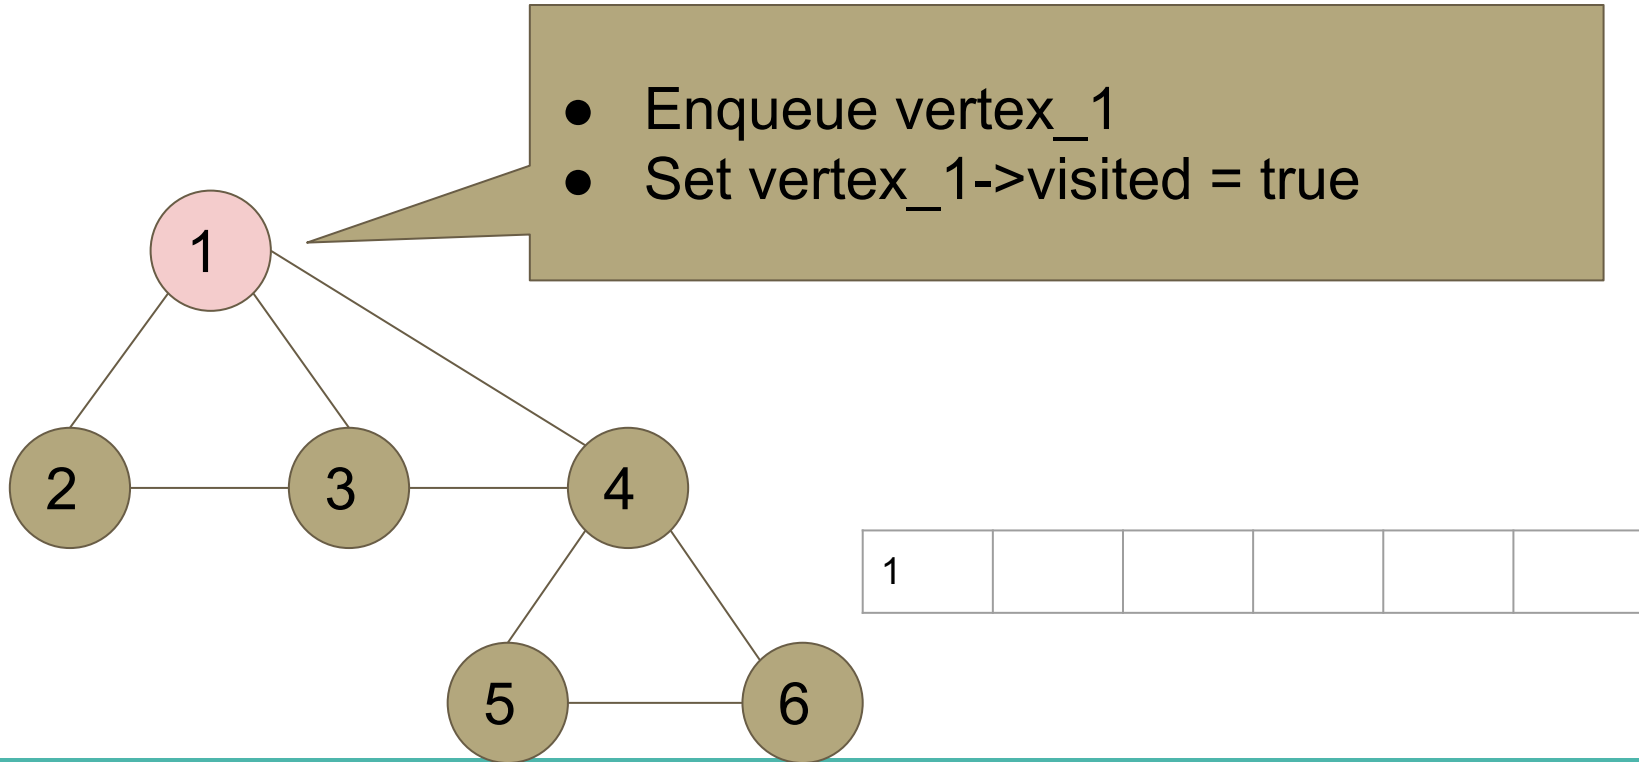 ● Enqueue vertex_1
● Set vertex_1->visited = true
1
2 3 4
1
5 6